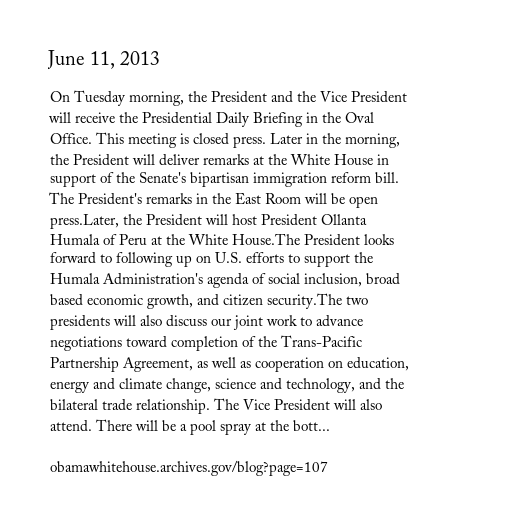 June 11, 2013
On Tuesday morning, the President and the Vice President
will receive the Presidential Daily Briefing in the Oval
Office. This meeting is closed press. Later in the morning,
the President will deliver remarks at the White House in
support of the Senate's bipartisan immigration reform bill.
The President's remarks in the East Room will be open
press.Later, the President will host President Ollanta
Humala of Peru at the White House.The President looks
forward to following up on U.S. efforts to support the
Humala Administration's agenda of social inclusion, broad
based economic growth, and citizen security.The two
presidents will also discuss our joint work to advance
negotiations toward completion of the Trans-Pacific
Partnership Agreement, as well as cooperation on education,
energy and climate change, science and technology, and the
bilateral trade relationship. The Vice President will also
attend. There will be a pool spray at the bott...
obamawhitehouse.archives.gov/blog?page=107